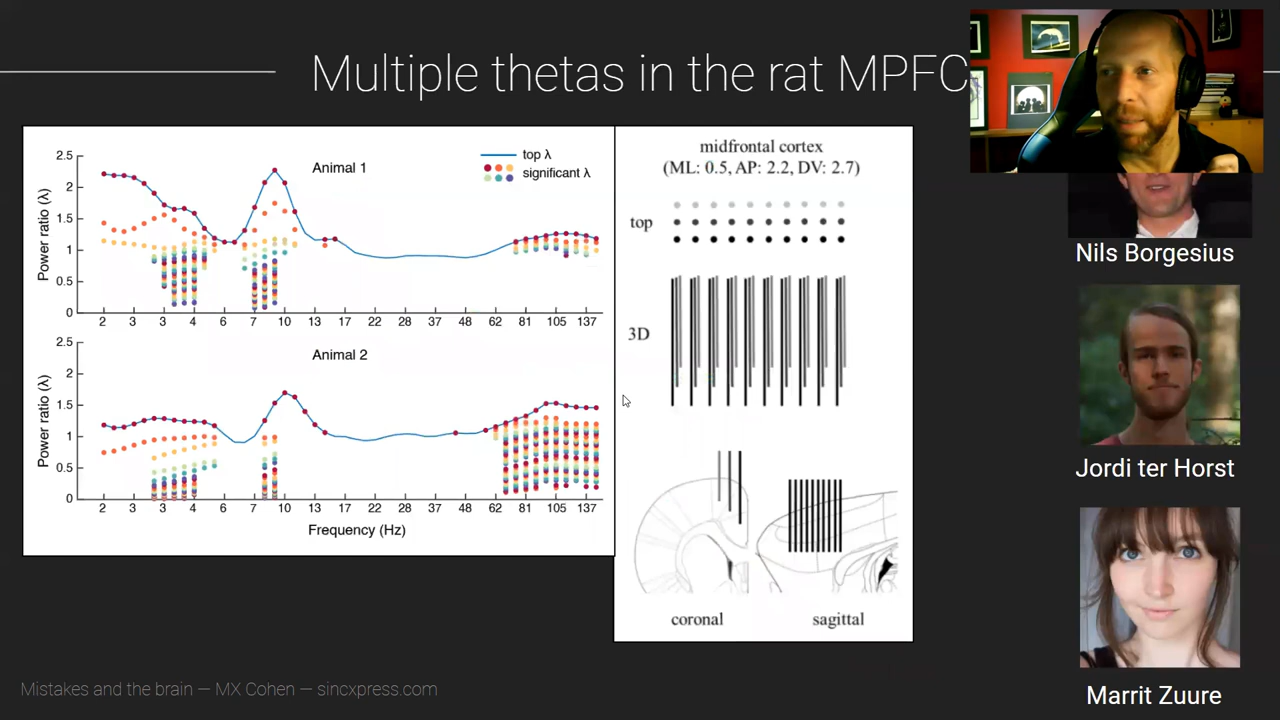 Multiple thetas in the rat MPFC
2.5
2
1.5
1
0.5
0
Power ratio (λ)
Animal 1
top λ
significant λ
2 3 3 4 6 7 10 13 17 22 28 37 48 62 81 105 137
2.5
2
1.5
1
0.5
0
Power ratio (λ)
Animal 2
2 3 3 4 6 7 10 13 17 22 28 37 48 62 81 105 137
Frequency (Hz)
midfrontal cortex
(ML: 0.5, AP: 2.2, DV: 2.7)
top
3D
coronal sagittal
Nils Borgesius
Jordi ter Horst
Marrit Zuure
Mistakes and the brain — MX Cohen — sincxpress.com